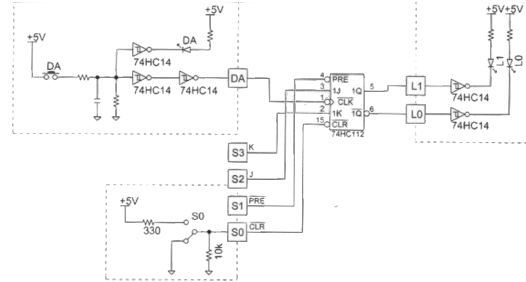 +5V
+5V +5V
+5V
DA
DA
74HC14
74HC14 74HC14
DA
4 PRE
3 1J 1Q 5
1 CLK
2 1K 1Q 6
15 CLR
74HC112
L1
74HC14
L0
74HC14
L1 L0
S3 K
S2 J
S1 PRE
S0 CLR
+5V
330
S0
10k